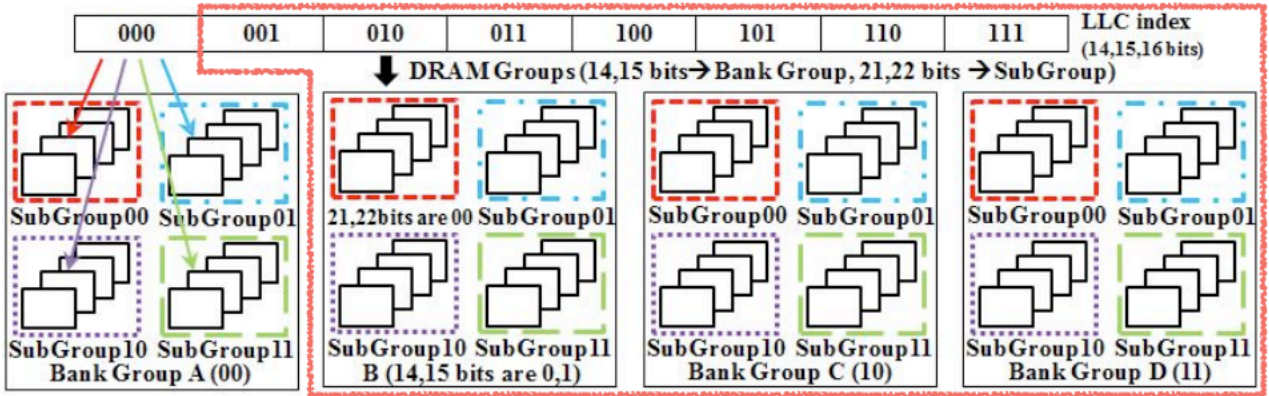 000 001 010 011 100 101 110 111 LLC index
(14,15,16 bits)
DRAM Groups (14,15 bits→Bank Group, 21,22 bits →SubGroup)
SubGroup00 SubGroup01 21,22bits are 00 SubGroup01 SubGroup00 SubGroup01 SubGroup00 SubGroup01
SubGroup10 SubGroup11 SubGroup10 SubGroup11 SubGroup10 SubGroup11 SubGroup10 SubGroup11
Bank Group A (00) B (14,15 bits are 0,1) Bank Group C (10) Bank Group D (11)